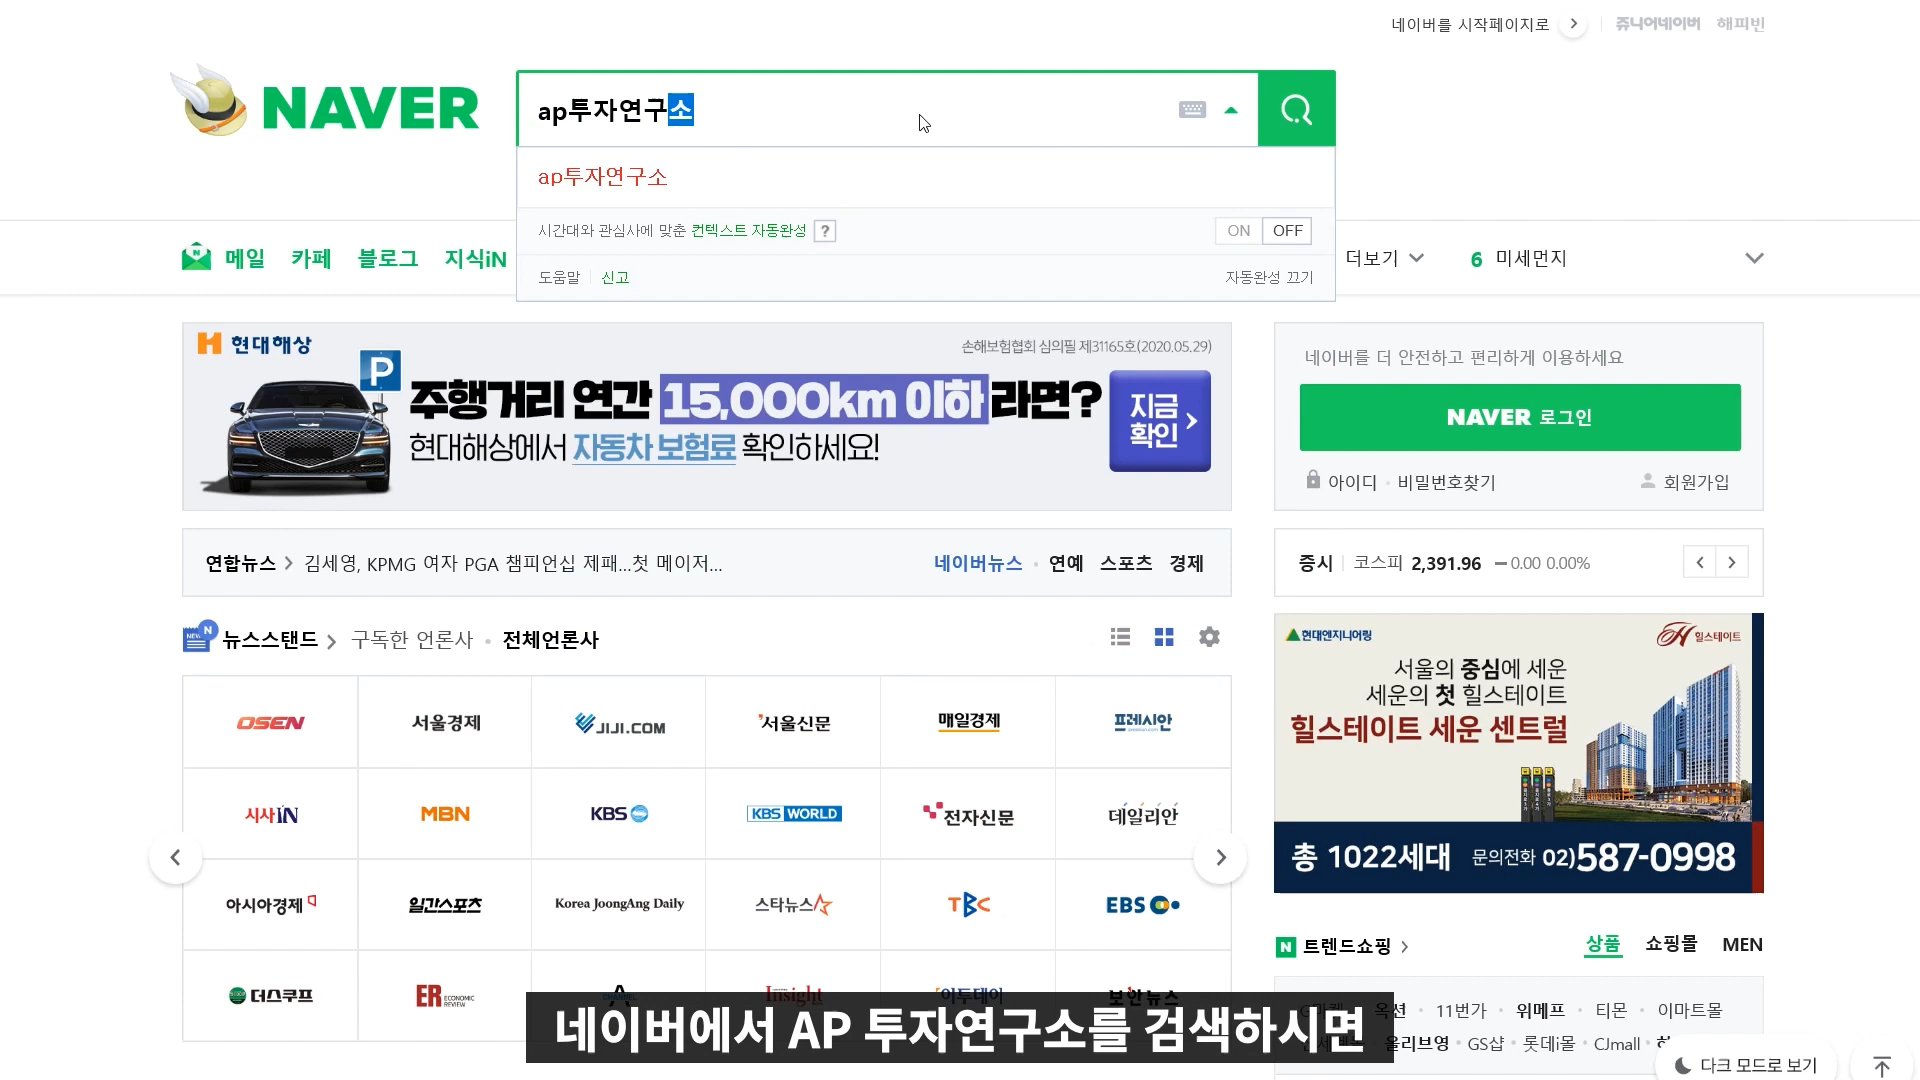 네이버를 시작페이지로
쥬니어네이버 해피빈
NAVER
ap투자연구소
ap투자연구소
시간대와 관심사에 맞춘 컨텍스트 자동완성 ?
ON OFF
도움말 신고
자동완성 끄기
메일 카페 블로그 지식iN
더보기
6 미세먼지
현대해상
손해보험협회 심의필 제31165호(2020.05.29)
P
주행거리 연간 15,000km 이하라면?
현대해상에서 자동차 보험료 확인하세요!
지금
확인
네이버를 더 안전하고 편리하게 이용하세요
NAVER 로그인
아이디 · 비밀번호찾기
회원가입
연합뉴스 > 김세영, KPMG 여자 PGA 챔피언십 제패...첫 메이저...
네이버뉴스 · 연예 스포츠 경제
증시 코스피 2,391.96 0.00 0.00%
뉴스스탠드 > 구독한 언론사 · 전체언론사
OSEN 서울경제 JIJI.COM 서울신문 매일경제 프레시안
시사IN MBN KBS KBS WORLD 전자신문 데일리안
아시아경제 일간스포츠 Korea JoongAng Daily 스타뉴스 TBC EBS
더스쿠프 ER ECONOMIC REVIEW Insight 이투데이 보안뉴스
현대엔지니어링
힐스테이트
서울의 중심에 세운
세운의 첫 힐스테이트
힐스테이트 세운 센트럴
총 1022세대 문의전화 02)587-0998
트렌드쇼핑 >
상품 쇼핑몰 MEN
옥션 · 11번가 · 위메프 · 티몬 · 이마트몰
올리브영 · GS샵 · 롯데i몰 · CJmall
다크 모드로 보기
네이버에서 AP 투자연구소를 검색하시면